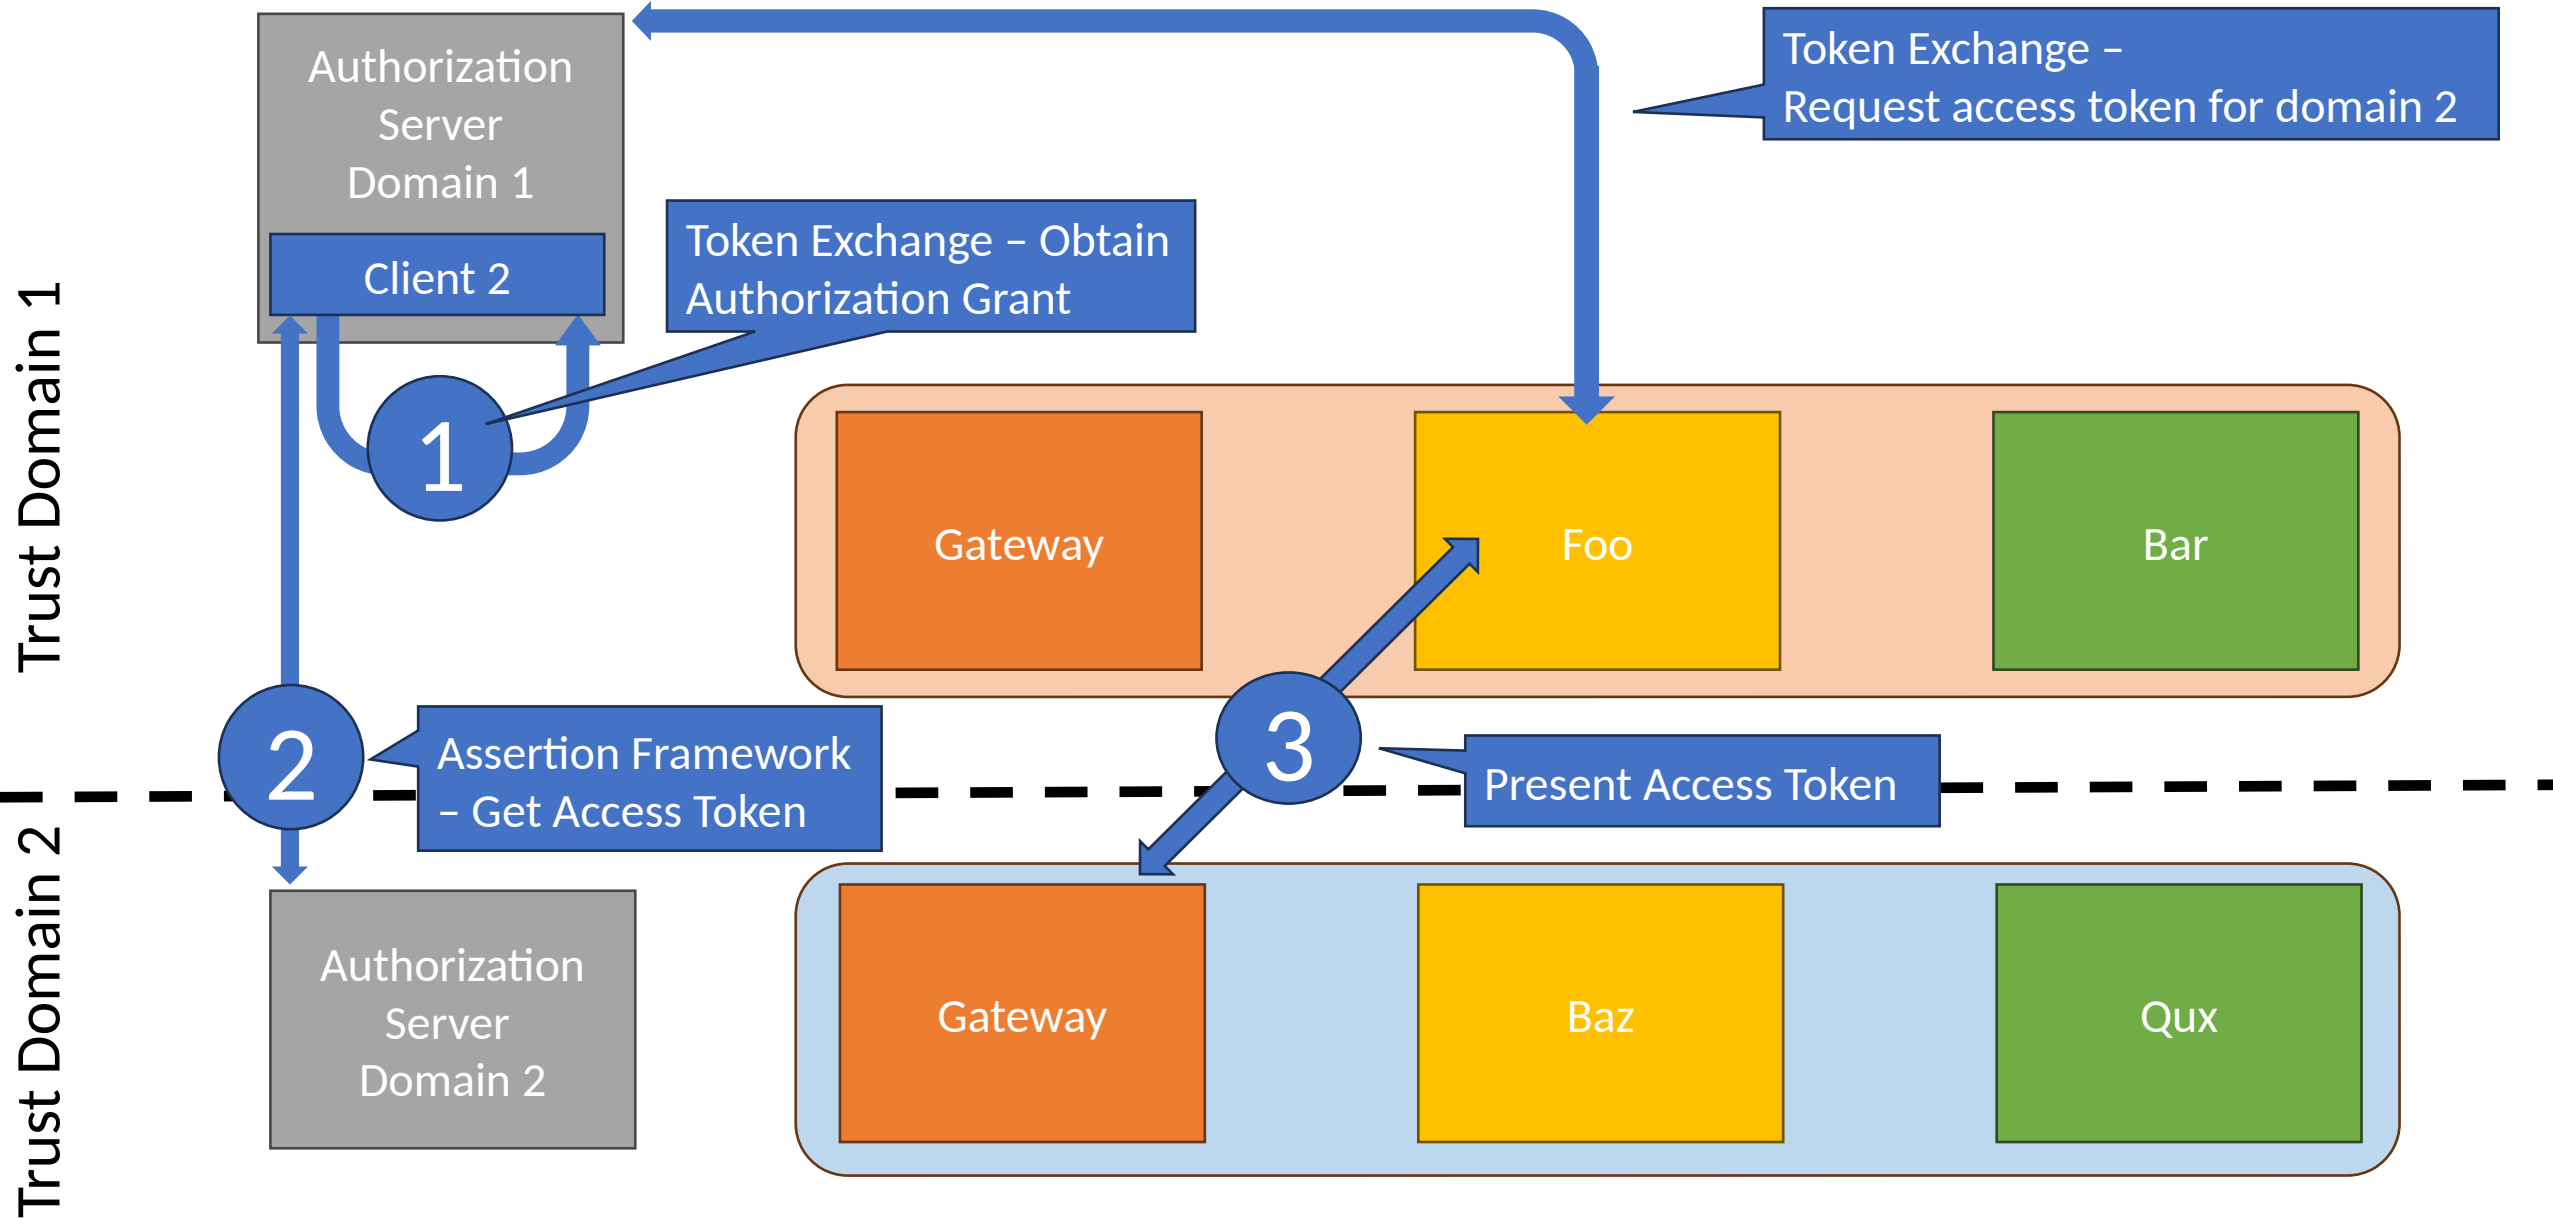 Authorization
Server
Domain 1
Client 2
Token Exchange –
Request access token for domain 2
Token Exchange – Obtain
Authorization Grant
Trust Domain 1
1
Gateway
Foo
Bar
2
Assertion Framework
– Get Access Token
3
Present Access Token
Trust Domain 2
Authorization
Server
Domain 2
Gateway
Baz
Qux